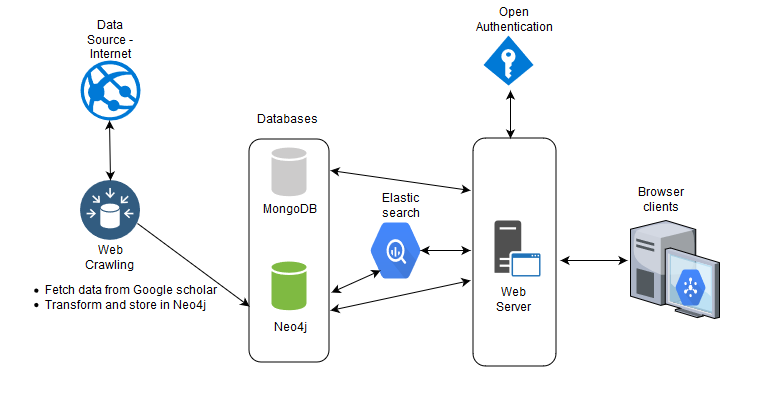 Data
Source -
Internet
Open
Authentication
Databases
MongoDB
Elastic
search
Browser
clients
Web
Crawling
Fetch data from Google scholar
Transform and store in Neo4j
Neo4j
Web
Server